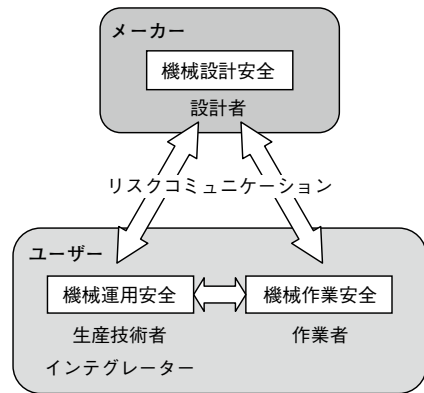 メーカー
機械設計安全
設計者
リスクコミュニケーション
ユーザー
機械運用安全
機械作業安全
生産技術者
作業者
インテグレーター